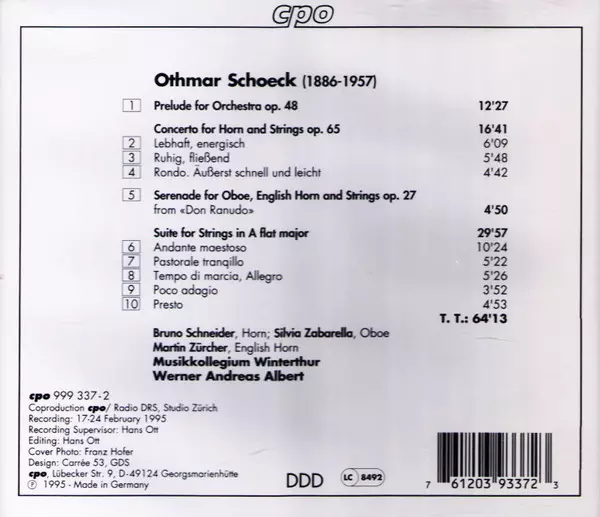 cpo
Othmar Schoeck (1886-1957)
1 Prelude for Orchestra op. 48 12'27
Concerto for Horn and Strings op. 65 16'41
2 Lebhaft, energisch 6'09
3 Ruhig, fließend 5'48
4 Rondo. Äußerst schnell und leicht 4'42
5 Serenade for Oboe, English Horn and Strings op. 27
from «Don Ranudo» 4'50
Suite for Strings in A flat major 29'57
6 Andante maestoso 10'24
7 Pastorale tranqillo 5'22
8 Tempo di marcia, Allegro 5'26
9 Poco adagio 3'52
10 Presto 4'53
T. T.: 64'13
Bruno Schneider, Horn; Silvia Zabarella, Oboe
Martin Zürcher, English Horn
Musikkollegium Winterthur
Werner Andreas Albert
cpo 999 337-2
Coproduction cpo/ Radio DRS, Studio Zürich
Recording: 17-24 February 1995
Recording Supervisor: Hans Ott
Editing: Hans Ott
Cover Photo: Franz Hofer
Design: Carrée 53, GDS
cpo, Lübecker Str. 9, D-49124 Georgsmarienhütte
℗ 1995 - Made in Germany
DDD
LC 8492
7 61203 93372 3